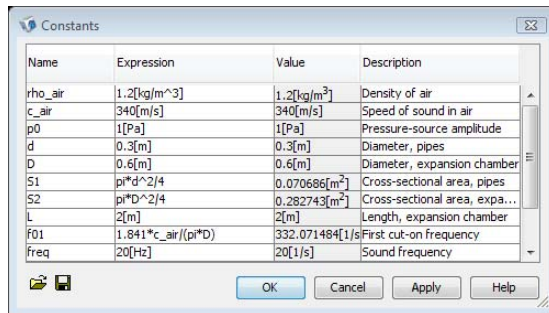 Constants
Name Expression Value Description
rho_air 1.2[kg/m^3] 1.2[kg/m³] Density of air
c_air 340[m/s] 340[m/s] Speed of sound in air
p0 1[Pa] 1[Pa] Pressure-source amplitude
d 0.3[m] 0.3[m] Diameter, pipes
D 0.6[m] 0.6[m] Diameter, expansion chamber
S1 pi*d^2/4 0.070686[m²] Cross-sectional area, pipes
S2 pi*D^2/4 0.282743[m²] Cross-sectional area, expa...
L 2[m] 2[m] Length, expansion chamber
f01 1.841*c_air/(pi*D) 332.071484[1/s First cut-on frequency
freq 20[Hz] 20[1/s] Sound frequency
OK Cancel Apply Help